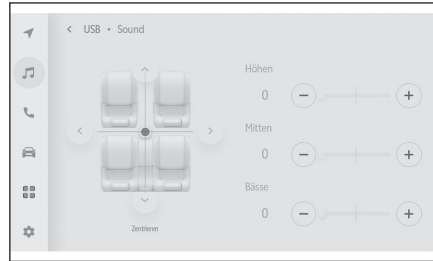 < USB • Sound
Höhen
0
Mitten
0
Zentrieren
Bässe
0